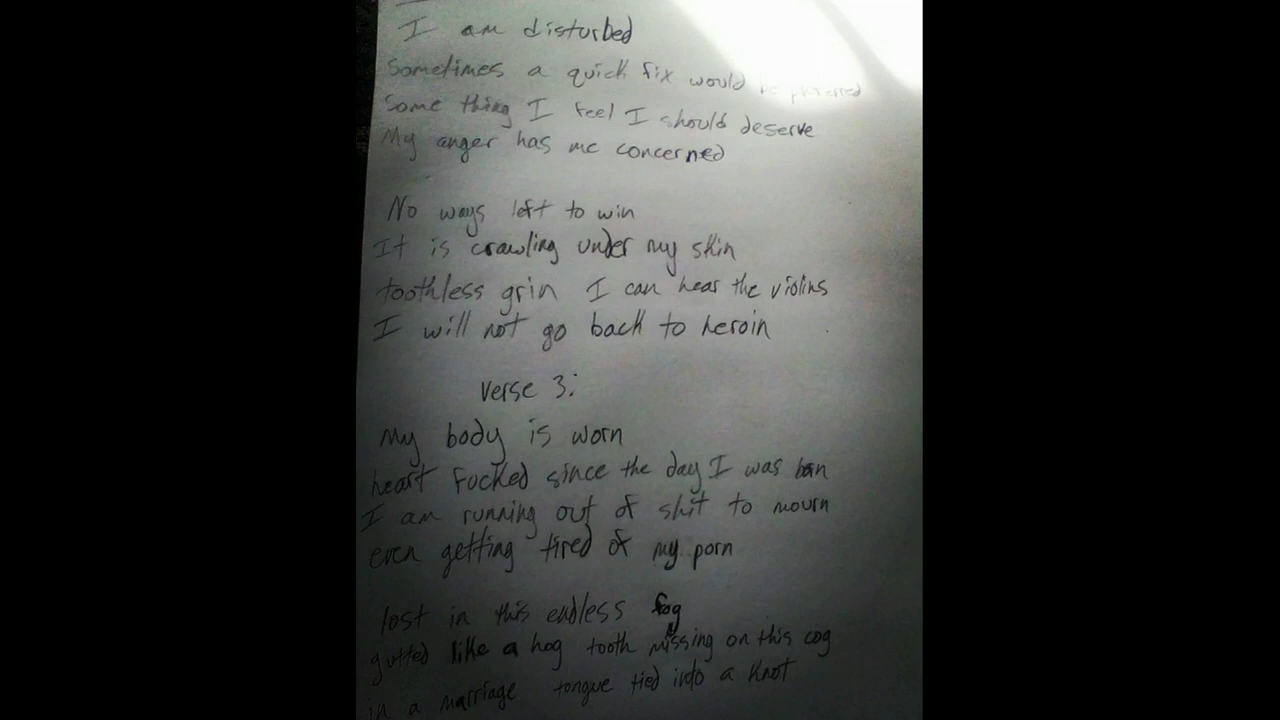 I am disturbed
Sometimes a quick fix would be pherred
Some thing I feel I should deserve
My anger has me concerned
No ways left to win
It is crawling under my skin
toothless grin I can hear the violins
I will not go back to heroin
verse 3:
My body is worn
heart fucked since the day I was born
I am running out of shit to mourn
even getting tired of my porn
lost in this endless fog
gutted like a hog tooth missing on this cog
in a marriage tongue tied into a knot